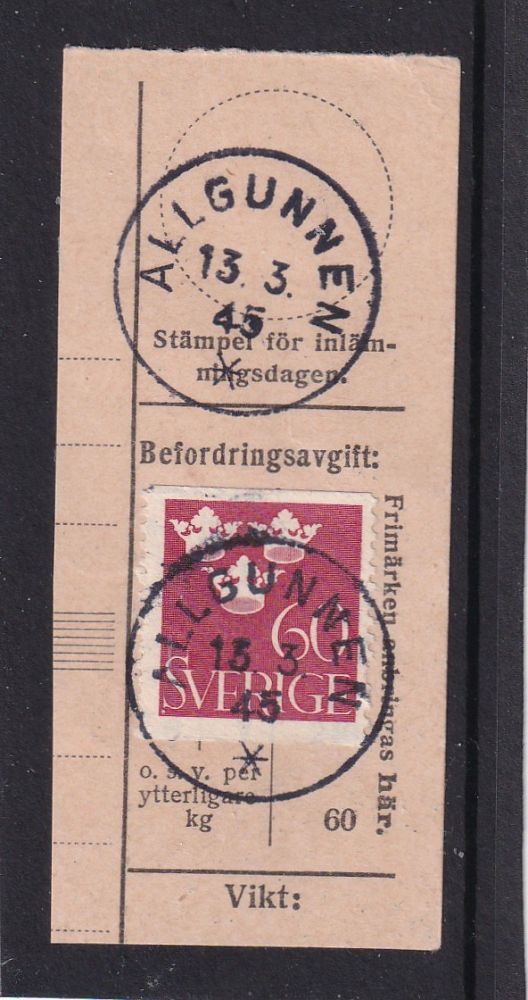 ALLGUNNEN
13. 3.
45
*
Stämpel för inläm-
ningsdagen.
Befordringsavgift:
Frimärken anbringas här.
60
SVERIGE
ALLGUNNEN
13. 3
45
*
o. s. v. per
ytterligare
kg
60
Vikt: